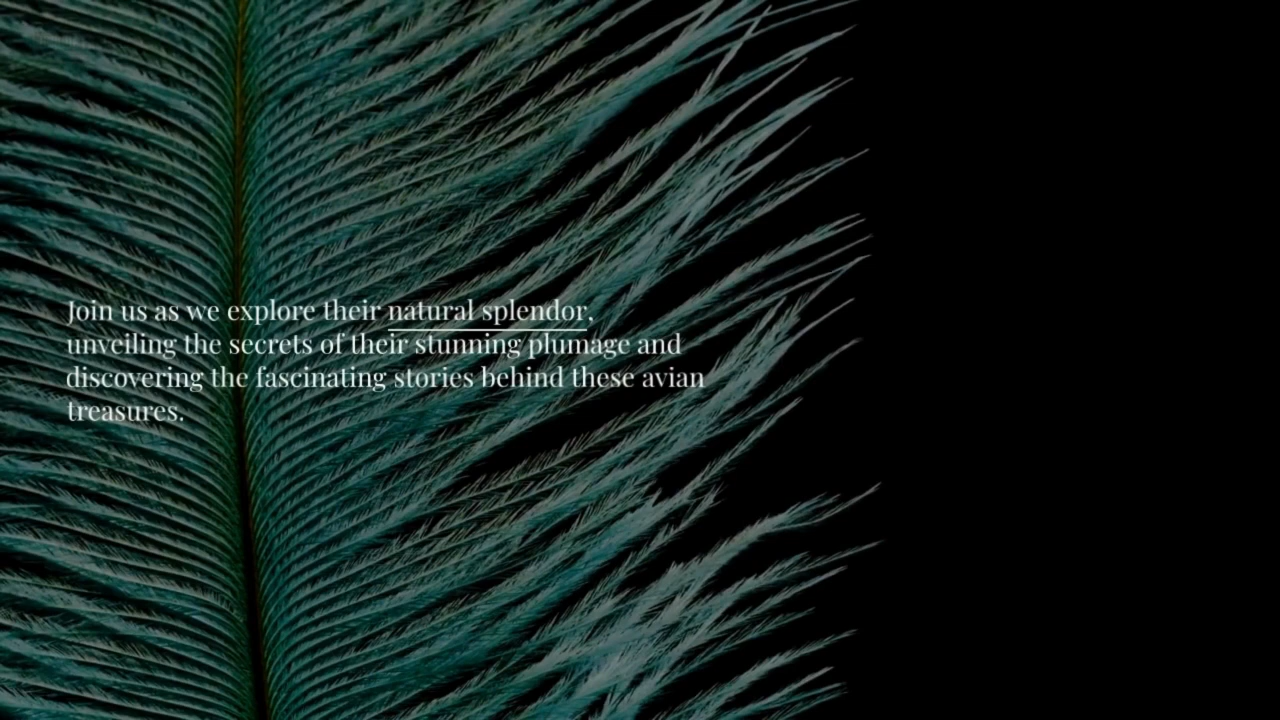 Join us as we explore their natural splendor,
unveiling the secrets of their stunning plumage and
discovering the fascinating stories behind these avian
treasures.